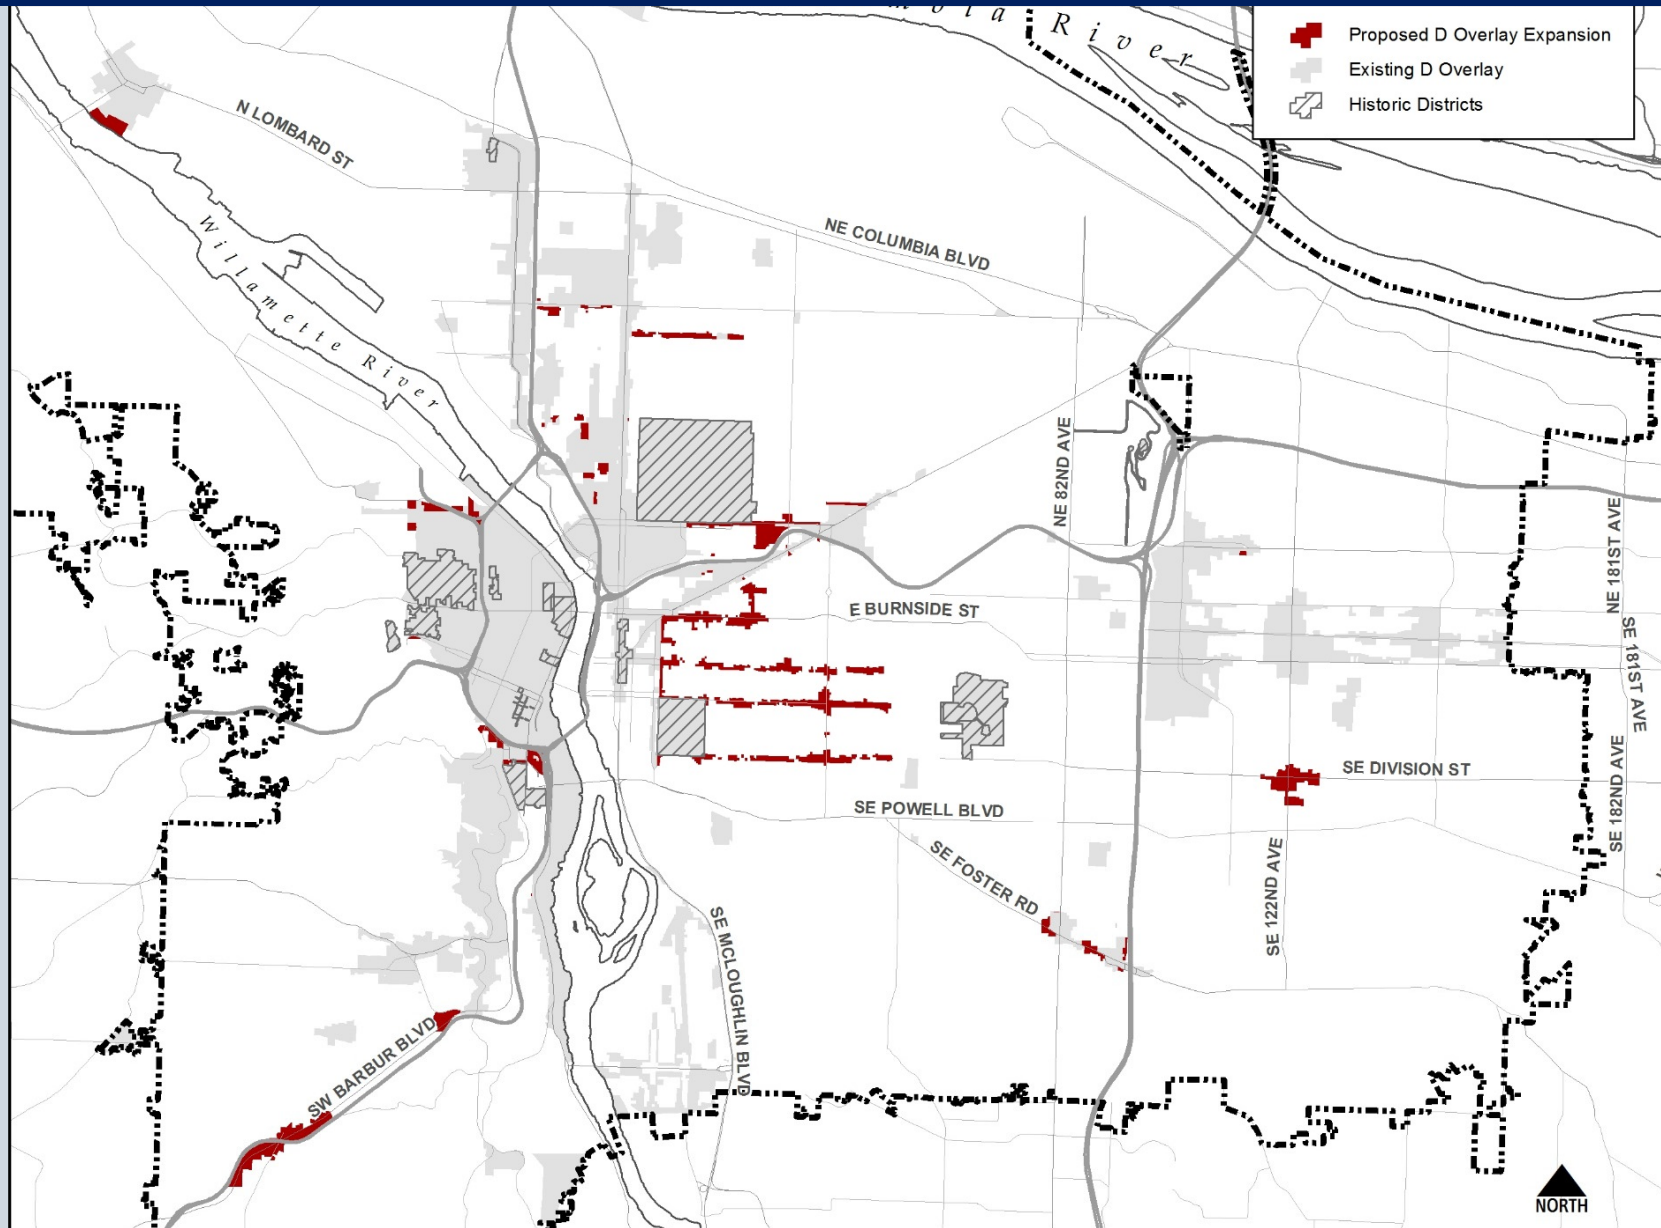 mbia River
Proposed D Overlay Expansion
Existing D Overlay
Historic Districts
N LOMBARD ST
Willamette River
NE COLUMBIA BLVD
NE 82ND AVE
NE 181ST AVE
E BURNSIDE ST
SE 181ST AVE
SE DIVISION ST
SE 182ND AVE
SE POWELL BLVD
SE FOSTER RD
SE 122ND AVE
SE MCLOUGHLIN BLVD
SW BARBUR BLVD
NORTH